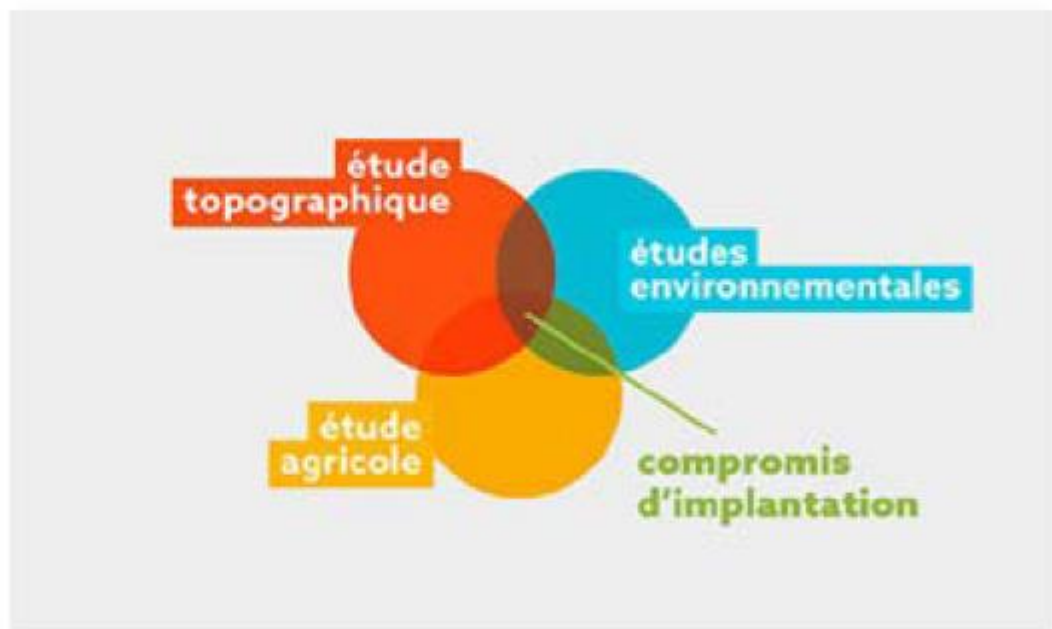 étude
topographique
études
environnementales
étude
agricole
compromis
d'implantation